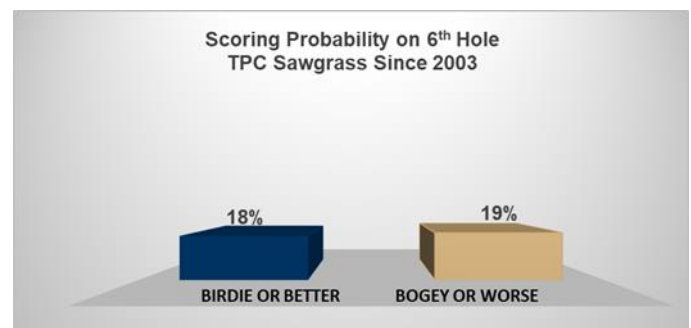 Scoring Probability on 6th Hole
TPC Sawgrass Since 2003
18%
19%
BIRDIE OR BETTER
BOGEY OR WORSE